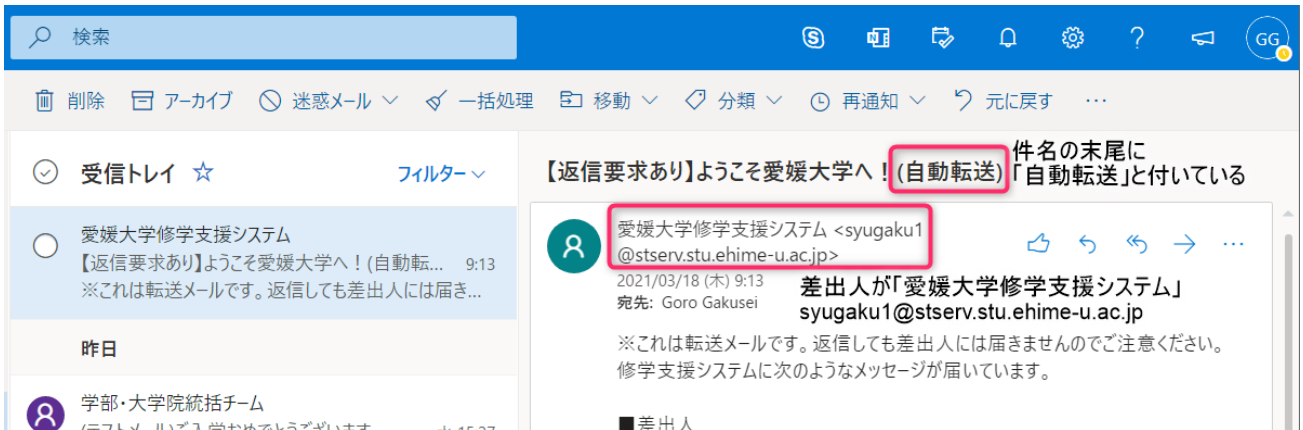 検索
GG
削除 アーカイブ 迷惑メール 一括処理 移動 分類 再通知 元に戻す …
受信トレイ ☆ フィルター
愛媛大学修学支援システム
【返信要求あり】ようこそ愛媛大学へ！(自動転... 9:13
※これは転送メールです。返信しても差出人には届き...
昨日
学部・大学院統括チーム
【返信要求あり】ようこそ愛媛大学へ！(自動転送)
件名の末尾に
「自動転送」と付いている
愛媛大学修学支援システム <syugaku1
@stserv.stu.ehime-u.ac.jp>
2021/03/18 (木) 9:13
宛先: Goro Gakusei
差出人が「愛媛大学修学支援システム」
syugaku1@stserv.stu.ehime-u.ac.jp
※これは転送メールです。返信しても差出人には届きませんのでご注意ください。
修学支援システムに次のようなメッセージが届いています。
■差出人